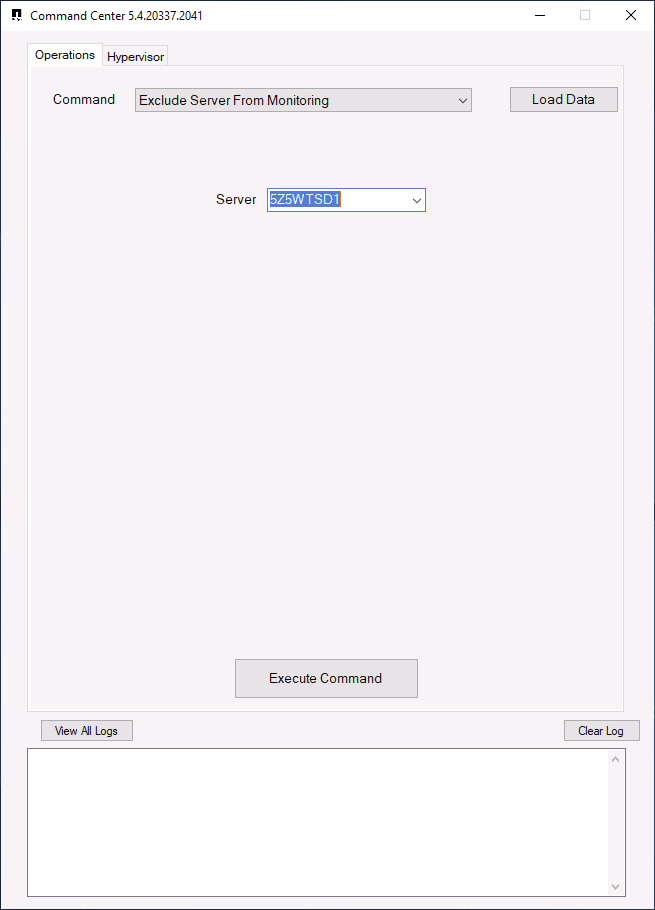 Command Center 5.4.20337.2041
Operations
Hypervisor
Command
Exclude Server From Monitoring
Load Data
Server
5Z5WTSD1
Execute Command
View All Logs
Clear Log